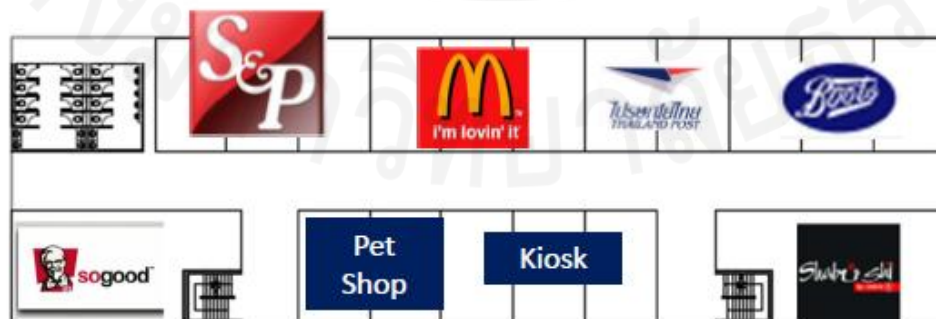 S&P
i'm lovin' it
ไปรษณีย์ไทย
THAILAND POST
Boots
sogood
Pet
Shop
Kiosk
Shabushi